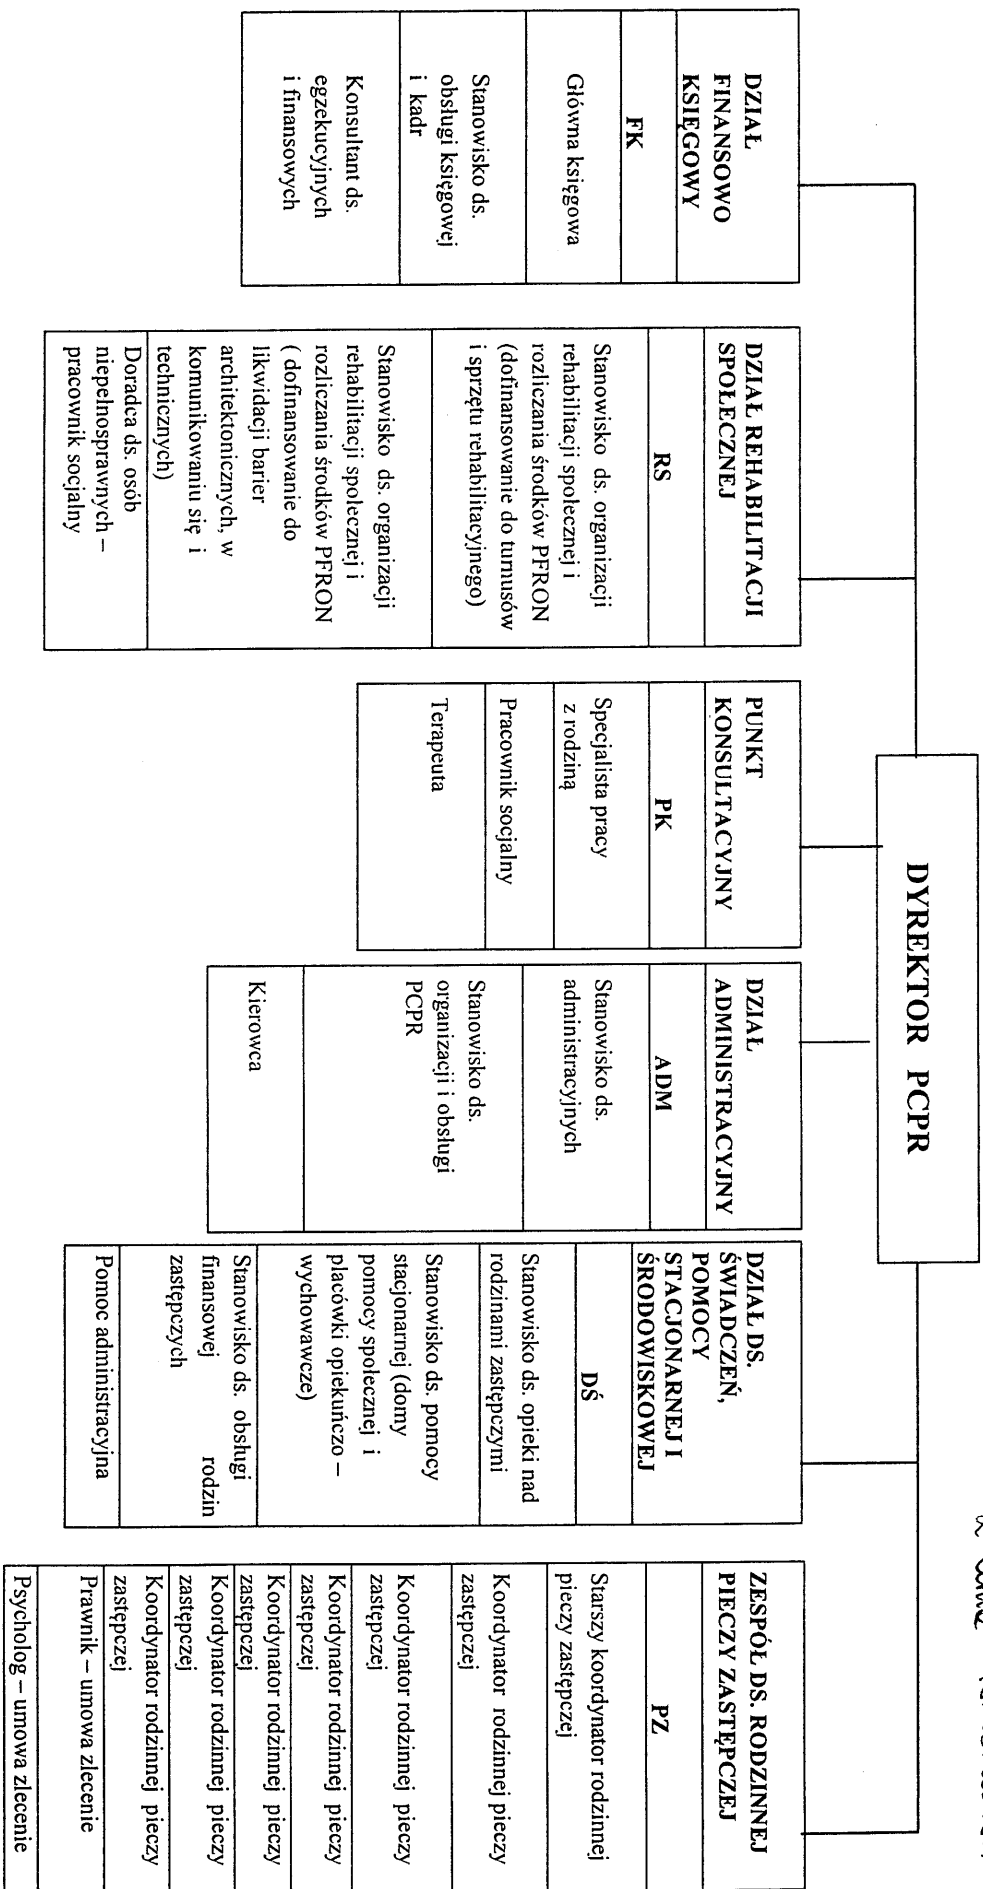 DYREKTOR PCPR
DZIAŁ
FINANSOWO
KSIĘGOWY
FK
Główna księgowa
Stanowisko ds.
obsługi księgowej
i kadr
Konsultant ds.
egzekucyjnych
i finansowych
DZIAŁ REHABILITACJI
SPOŁECZNEJ
RS
Stanowisko ds. organizacji
rehabilitacji społecznej i
rozliczania środków PFRON
(dofinansowanie do turnusów
i sprzętu rehabilitacyjnego)
Stanowisko ds. organizacji
rehabilitacji społecznej i
rozliczania środków PFRON
( dofinansowanie do
likwidacji barier
architektonicznych, w
komunikowaniu się i
technicznych)
Doradca ds. osób
niepełnosprawnych –
pracownik socjalny
PUNKT
KONSULTACYJNY
PK
Specjalista pracy
z rodziną
Pracownik socjalny
Terapeuta
DZIAŁ
ADMINISTRACYJNY
ADM
Stanowisko ds.
administracyjnych
Stanowisko ds.
organizacji i obsługi
PCPR
Kierowca
DZIAŁ DS.
ŚWIADCZEŃ,
POMOCY
STACJONARNEJ I
ŚRODOWISKOWEJ
DŚ
Stanowisko ds. opieki nad
rodzinami zastępczymi
Stanowisko ds. pomocy
stacjonarnej (domy
pomocy społecznej i
placówki opiekuńczo –
wychowawcze)
Stanowisko ds. obsługi
finansowej rodzin
zastępczych
Pomoc administracyjna
ZESPÓŁ DS. RODZINNEJ
PIECZY ZASTĘPCZEJ
PZ
Starszy koordynator rodzinnej
pieczy zastępczej
Koordynator rodzinnej pieczy
zastępczej
Koordynator rodzinnej pieczy
zastępczej
Koordynator rodzinnej pieczy
zastępczej
Koordynator rodzinnej pieczy
zastępczej
Koordynator rodzinnej pieczy
zastępczej
Koordynator rodzinnej pieczy
zastępczej
Prawnik – umowa zlecenie
Psycholog – umowa zlecenie